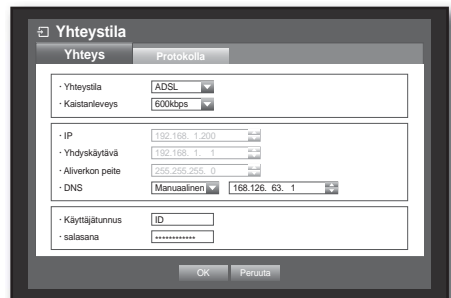 Yhteystila
Yhteys Protokolla
· Yhteystila ADSL
· Kaistanleveys 600kbps
· IP 192.168. 1.200
· Yhdyskäytävä 192.168. 1. 1
· Aliverkon peite 255.255.255. 0
· DNS Manuaalinen 168.126. 63. 1
· Käyttäjätunnus ID
· salasana ************
OK Peruuta